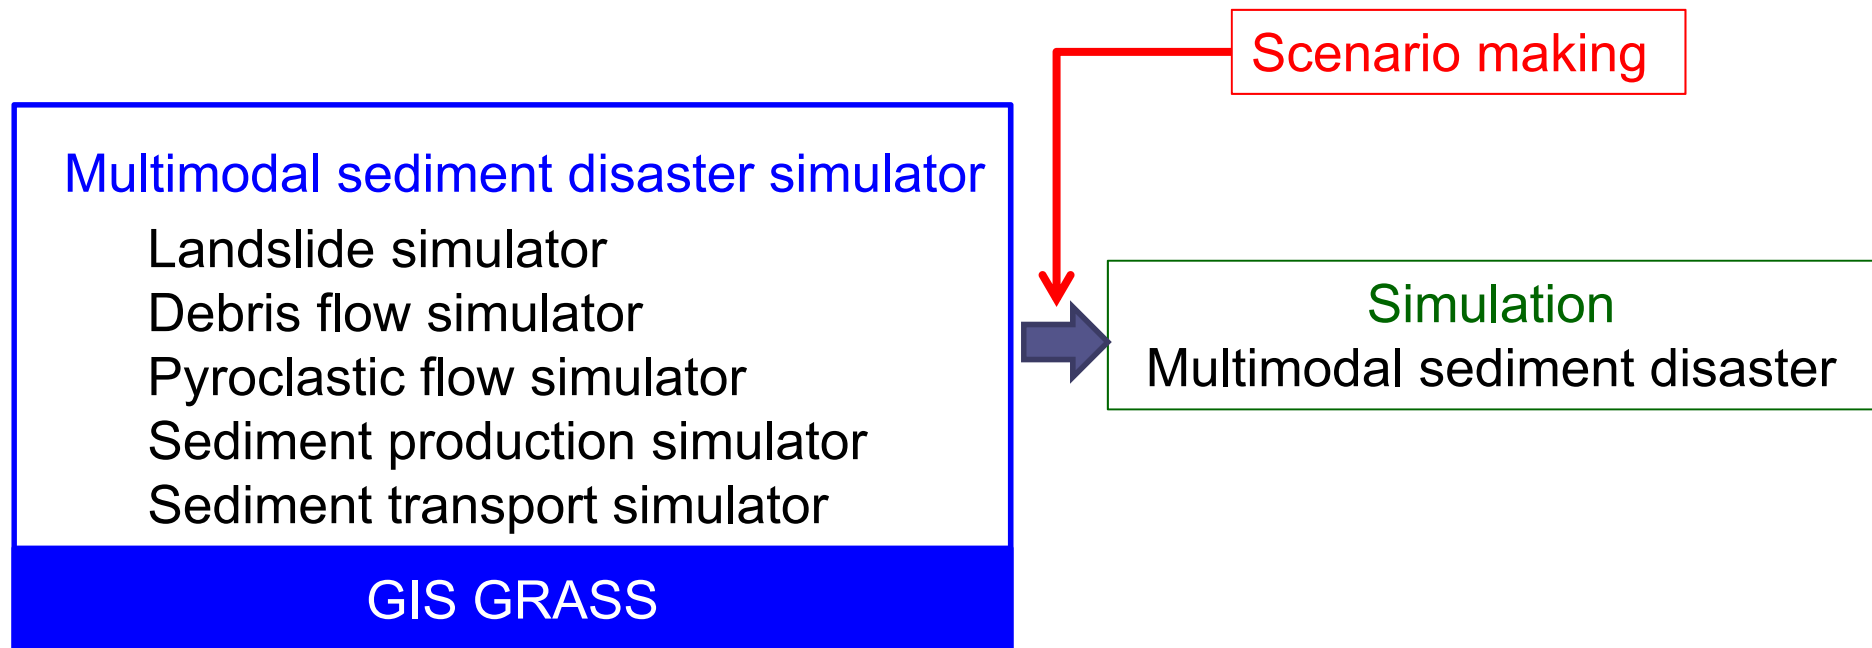 Scenario making
Multimodal sediment disaster simulator
Landslide simulator
Debris flow simulator
Pyroclastic flow simulator
Sediment production simulator
Sediment transport simulator
GIS GRASS
Simulation
Multimodal sediment disaster